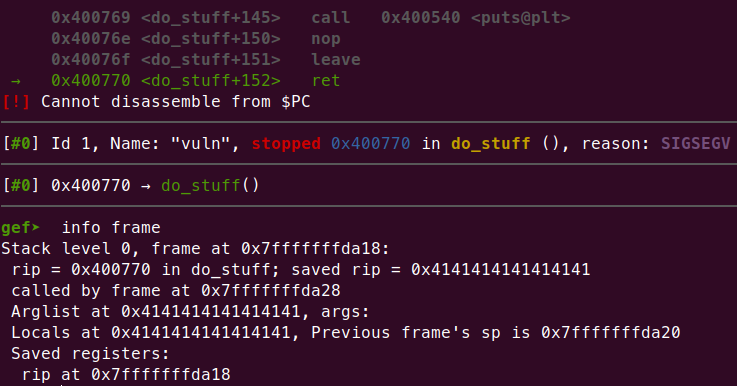 0x400769 <do_stuff+145> call 0x400540 <puts@plt>
0x40076e <do_stuff+150> nop
0x40076f <do_stuff+151> leave
→ 0x400770 <do_stuff+152> ret
[!] Cannot disassemble from $PC
[#0] Id 1, Name: "vuln", stopped 0x400770 in do_stuff (), reason: SIGSEGV
[#0] 0x400770 → do_stuff()
gef➤ info frame
Stack level 0, frame at 0x7fffffffda18:
rip = 0x400770 in do_stuff; saved rip = 0x4141414141414141
called by frame at 0x7fffffffda28
Arglist at 0x4141414141414141, args:
Locals at 0x4141414141414141, Previous frame's sp is 0x7fffffffda20
Saved registers:
rip at 0x7fffffffda18